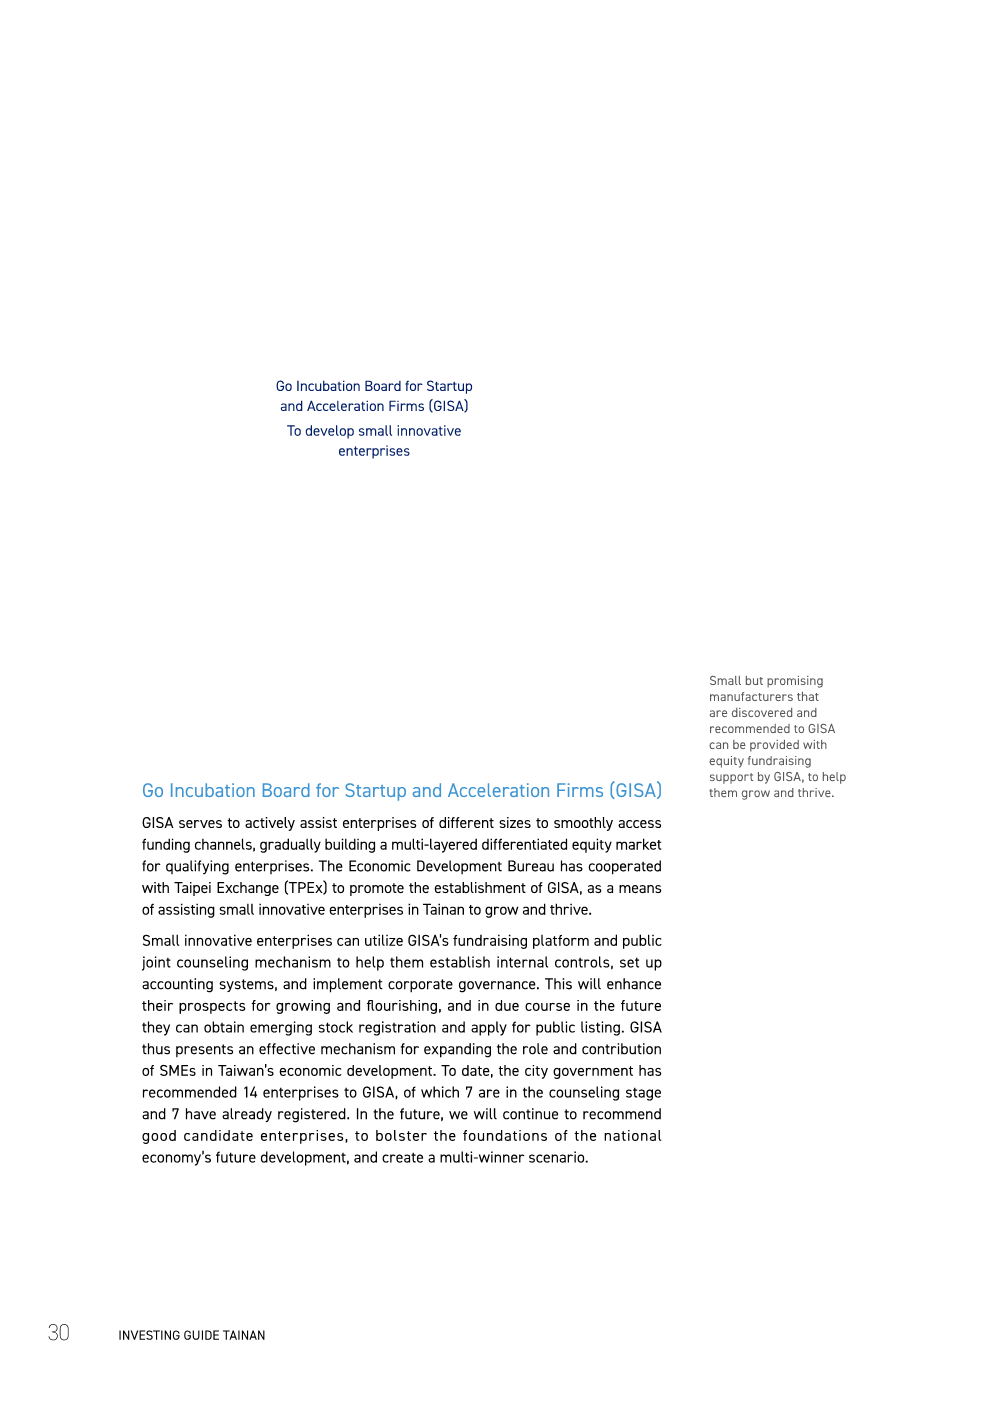 Go Incubation Board for Startup
and Acceleration Firms (GISA)
To develop small innovative
enterprises
Small but promising
manufacturers that
are discovered and
recommended to GISA
can be provided with
equity fundraising
support by GISA, to help
them grow and thrive.
Go Incubation Board for Startup and Acceleration Firms (GISA)
GISA serves to actively assist enterprises of different sizes to smoothly access
funding channels, gradually building a multi-layered differentiated equity market
for qualifying enterprises. The Economic Development Bureau has cooperated
with Taipei Exchange (TPEx) to promote the establishment of GISA, as a means
of assisting small innovative enterprises in Tainan to grow and thrive.
Small innovative enterprises can utilize GISA's fundraising platform and public
joint counseling mechanism to help them establish internal controls, set up
accounting systems, and implement corporate governance. This will enhance
their prospects for growing and flourishing, and in due course in the future
they can obtain emerging stock registration and apply for public listing. GISA
thus presents an effective mechanism for expanding the role and contribution
of SMEs in Taiwan's economic development. To date, the city government has
recommended 14 enterprises to GISA, of which 7 are in the counseling stage
and 7 have already registered. In the future, we will continue to recommend
good candidate enterprises, to bolster the foundations of the national
economy's future development, and create a multi-winner scenario.
30 INVESTING GUIDE TAINAN